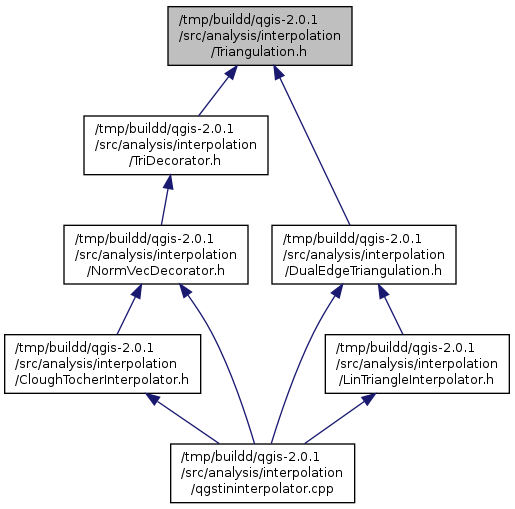 /tmp/buildd/qgis-2.0.1
/src/analysis/interpolation
/Triangulation.h
/tmp/buildd/qgis-2.0.1
/src/analysis/interpolation
/TriDecorator.h
/tmp/buildd/qgis-2.0.1
/src/analysis/interpolation
/NormVecDecorator.h
/tmp/buildd/qgis-2.0.1
/src/analysis/interpolation
/DualEdgeTriangulation.h
/tmp/buildd/qgis-2.0.1
/src/analysis/interpolation
/CloughTocherInterpolator.h
/tmp/buildd/qgis-2.0.1
/src/analysis/interpolation
/LinTriangleInterpolator.h
/tmp/buildd/qgis-2.0.1
/src/analysis/interpolation
/qgstininterpolator.cpp